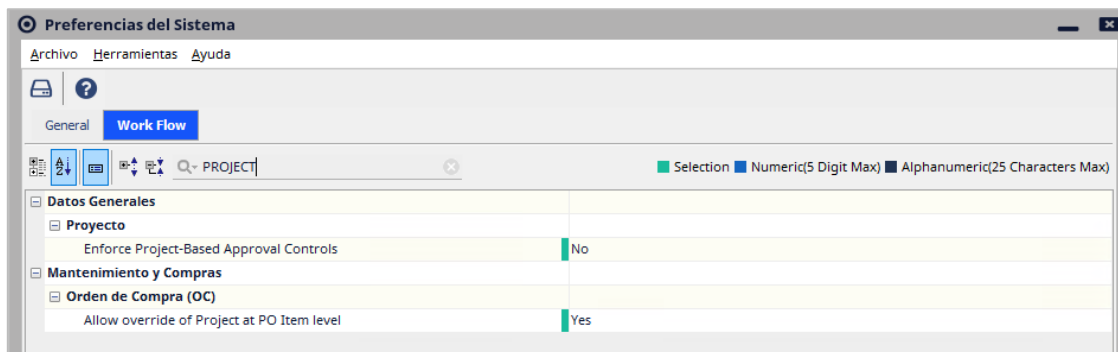 Preferencias del Sistema
Archivo Herramientas Ayuda
General Work Flow
PROJECT Selection Numeric(5 Digit Max) Alphanumeric(25 Characters Max)
Datos Generales
Proyecto
Enforce Project-Based Approval Controls No
Mantenimiento y Compras
Orden de Compra (OC)
Allow override of Project at PO Item level Yes